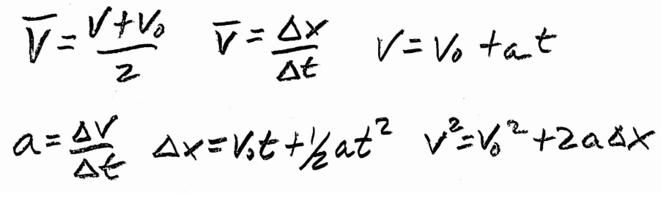 V̅ = (V+V₀)/2 V̅ = Δx/Δt V = V₀ + at
a = ΔV/Δt Δx = V₀t + ½at² V² = V₀² + 2aΔx